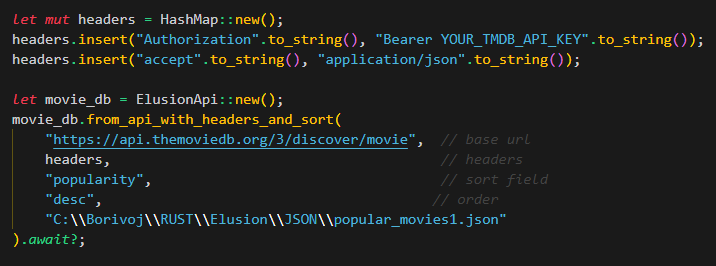 let mut headers = HashMap::new();
headers.insert("Authorization".to_string(), "Bearer YOUR_TMDB_API_KEY".to_string());
headers.insert("accept".to_string(), "application/json".to_string());

let movie_db = ElusionApi::new();
movie_db.from_api_with_headers_and_sort(
    "https://api.themoviedb.org/3/discover/movie",  // base url
    headers,                                        // headers
    "popularity",                                   // sort field
    "desc",                                        // order
    "C:\\Borivoj\\RUST\\Elusion\\JSON\\popular_movies1.json"
).await?;